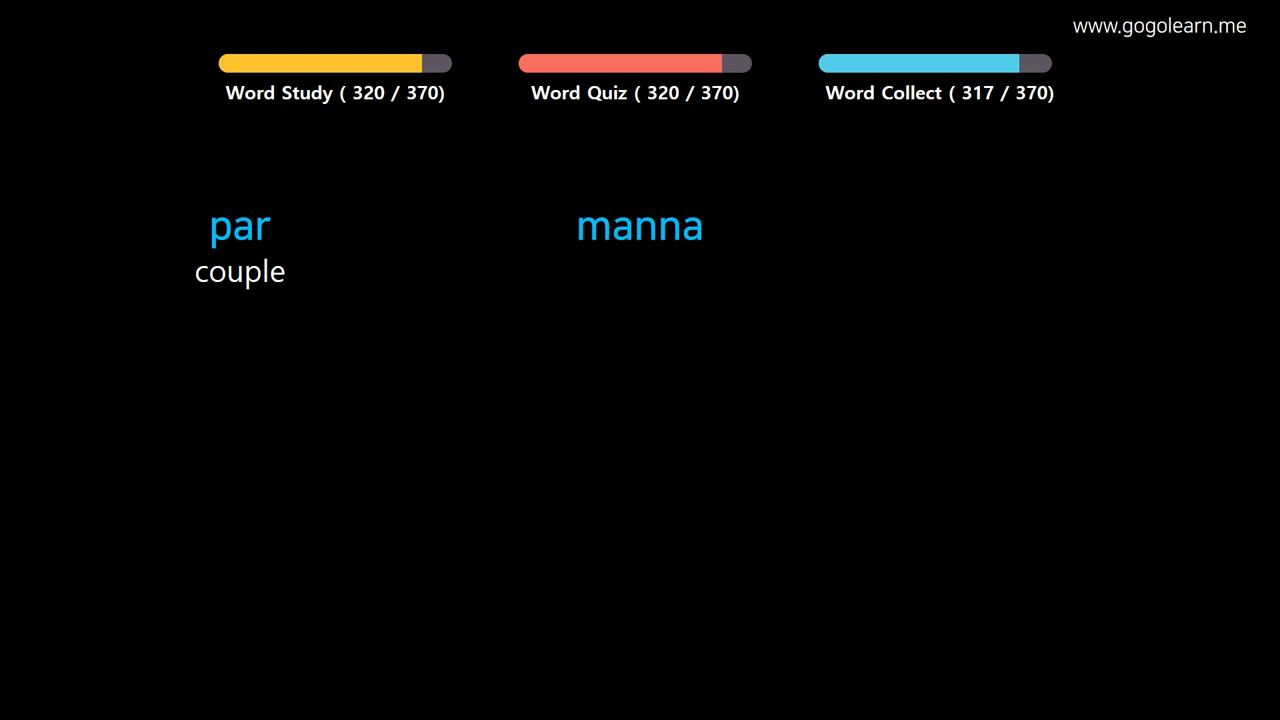 www.gogolearn.me
Word Study ( 320 / 370)
Word Quiz ( 320 / 370)
Word Collect ( 317 / 370)
par
manna
couple